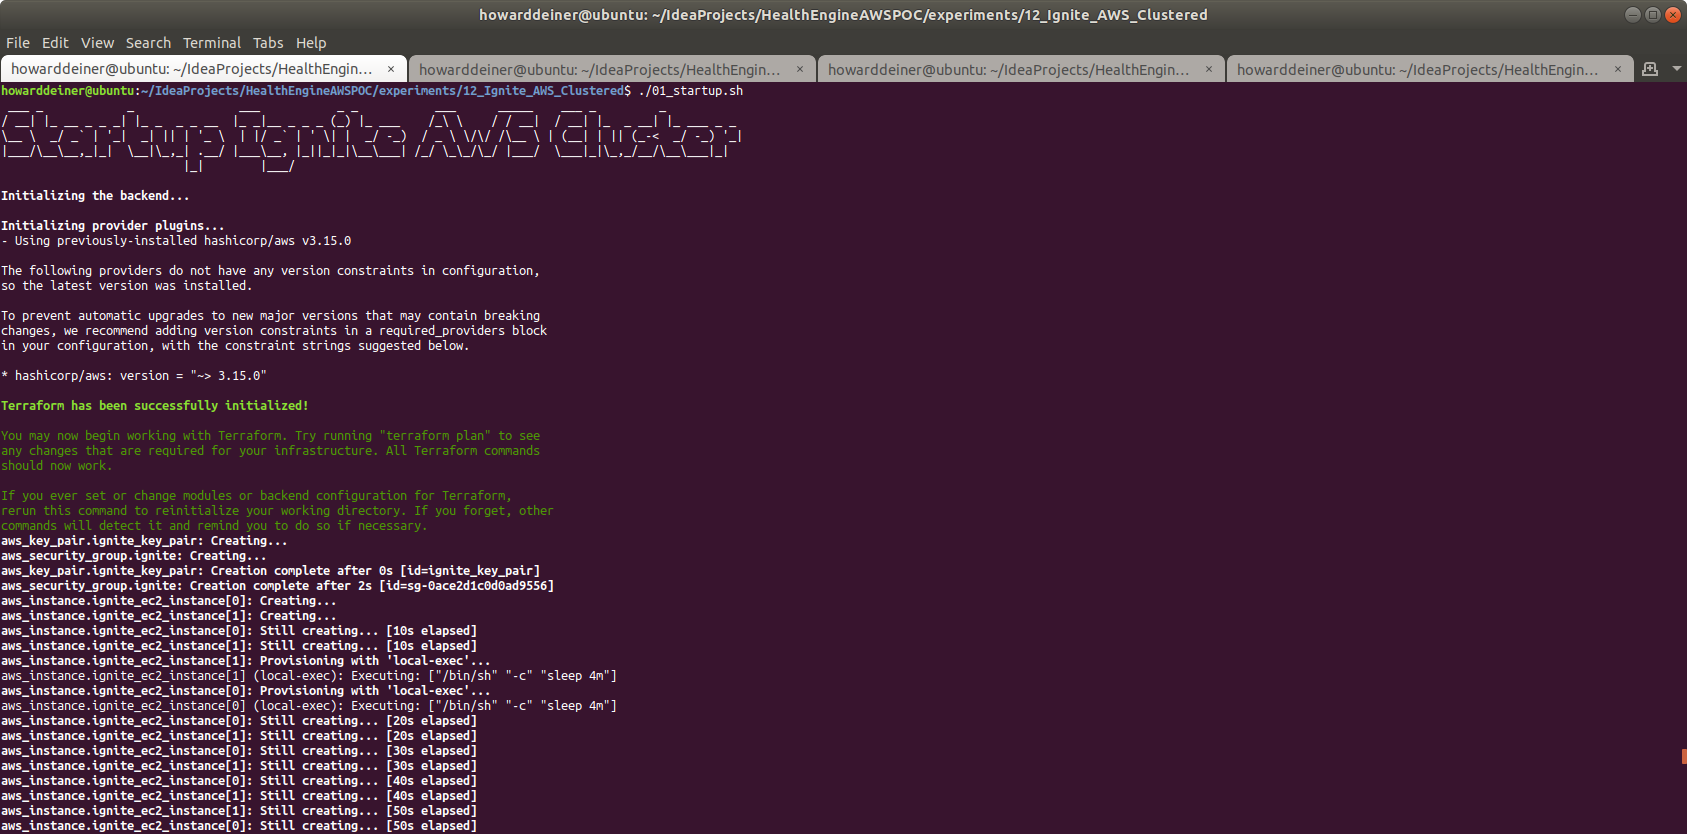 howarddeiner@ubuntu: ~/IdeaProjects/HealthEngineAWSPOC/experiments/12_Ignite_AWS_Clustered
File Edit View Search Terminal Tabs Help
howarddeiner@ubuntu: ~/IdeaProjects/HealthEngin... × howarddeiner@ubuntu: ~/IdeaProjects/HealthEngin... × howarddeiner@ubuntu: ~/IdeaProjects/HealthEngin... × howarddeiner@ubuntu: ~/IdeaProjects/HealthEngin... ×
howarddeiner@ubuntu:~/IdeaProjects/HealthEngineAWSPOC/experiments/12_Ignite_AWS_Clustered$ ./01_startup.sh
Startup Ignite AWS Cluster
Initializing the backend...
Initializing provider plugins...
- Using previously-installed hashicorp/aws v3.15.0
The following providers do not have any version constraints in configuration,
so the latest version was installed.
To prevent automatic upgrades to new major versions that may contain breaking
changes, we recommend adding version constraints in a required_providers block
in your configuration, with the constraint strings suggested below.
* hashicorp/aws: version = "~> 3.15.0"
Terraform has been successfully initialized!
You may now begin working with Terraform. Try running "terraform plan" to see
any changes that are required for your infrastructure. All Terraform commands
should now work.
If you ever set or change modules or backend configuration for Terraform,
rerun this command to reinitialize your working directory. If you forget, other
commands will detect it and remind you to do so if necessary.
aws_key_pair.ignite_key_pair: Creating...
aws_security_group.ignite: Creating...
aws_key_pair.ignite_key_pair: Creation complete after 0s [id=ignite_key_pair]
aws_security_group.ignite: Creation complete after 2s [id=sg-0ace2d1c0d0ad9556]
aws_instance.ignite_ec2_instance[0]: Creating...
aws_instance.ignite_ec2_instance[1]: Creating...
aws_instance.ignite_ec2_instance[0]: Still creating... [10s elapsed]
aws_instance.ignite_ec2_instance[1]: Still creating... [10s elapsed]
aws_instance.ignite_ec2_instance[1]: Provisioning with 'local-exec'...
aws_instance.ignite_ec2_instance[1] (local-exec): Executing: ["/bin/sh" "-c" "sleep 4m"]
aws_instance.ignite_ec2_instance[0]: Provisioning with 'local-exec'...
aws_instance.ignite_ec2_instance[0] (local-exec): Executing: ["/bin/sh" "-c" "sleep 4m"]
aws_instance.ignite_ec2_instance[0]: Still creating... [20s elapsed]
aws_instance.ignite_ec2_instance[1]: Still creating... [20s elapsed]
aws_instance.ignite_ec2_instance[0]: Still creating... [30s elapsed]
aws_instance.ignite_ec2_instance[1]: Still creating... [30s elapsed]
aws_instance.ignite_ec2_instance[0]: Still creating... [40s elapsed]
aws_instance.ignite_ec2_instance[1]: Still creating... [40s elapsed]
aws_instance.ignite_ec2_instance[1]: Still creating... [50s elapsed]
aws_instance.ignite_ec2_instance[0]: Still creating... [50s elapsed]